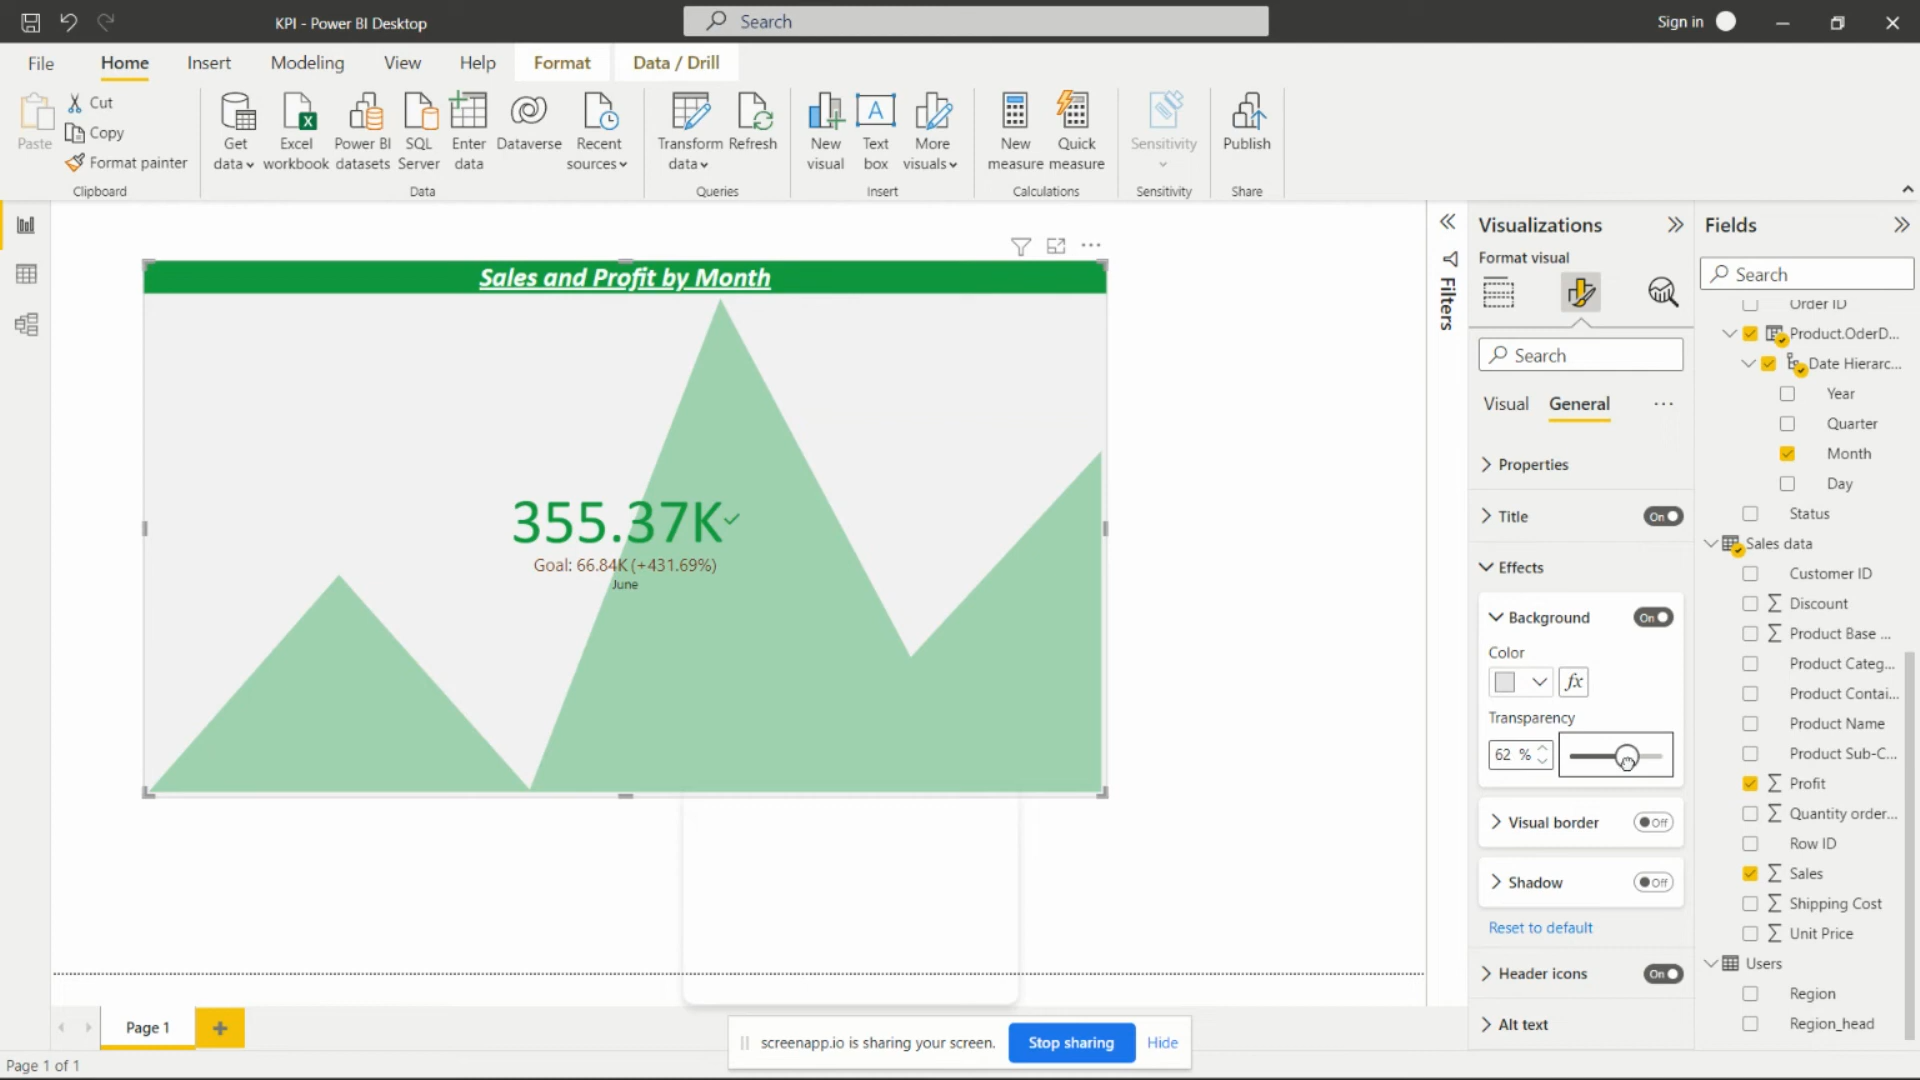 KPI - Power BI Desktop
Search
Sign in
File
Home
Insert
Modeling
View
Help
Format
Data / Drill
Paste
Cut
Copy
Format painter
Clipboard
Get data
Excel workbook
Power BI datasets
SQL Server
Enter data
Dataverse
Recent sources
Data
Transform data
Refresh
Queries
New visual
Text box
More visuals
Insert
New measure
Quick measure
Calculations
Sensitivity
Sensitivity
Publish
Share
Sales and Profit by Month
355.37K
Goal: 66.84K (+431.69%)
June
Filters
Visualizations
Format visual
Search
Visual
General
Properties
Title
On
Effects
Background
On
Color
fx
Transparency
62 %
Visual border
Off
Shadow
Off
Reset to default
Header icons
On
Alt text
Fields
Search
Order ID
Product.OderD...
Date Hierarc...
Year
Quarter
Month
Day
Status
Sales data
Customer ID
Discount
Product Base ...
Product Categ...
Product Contai...
Product Name
Product Sub-C...
Profit
Quantity order...
Row ID
Sales
Shipping Cost
Unit Price
Users
Region
Region_head
Page 1
screenapp.io is sharing your screen.
Stop sharing
Hide
Page 1 of 1